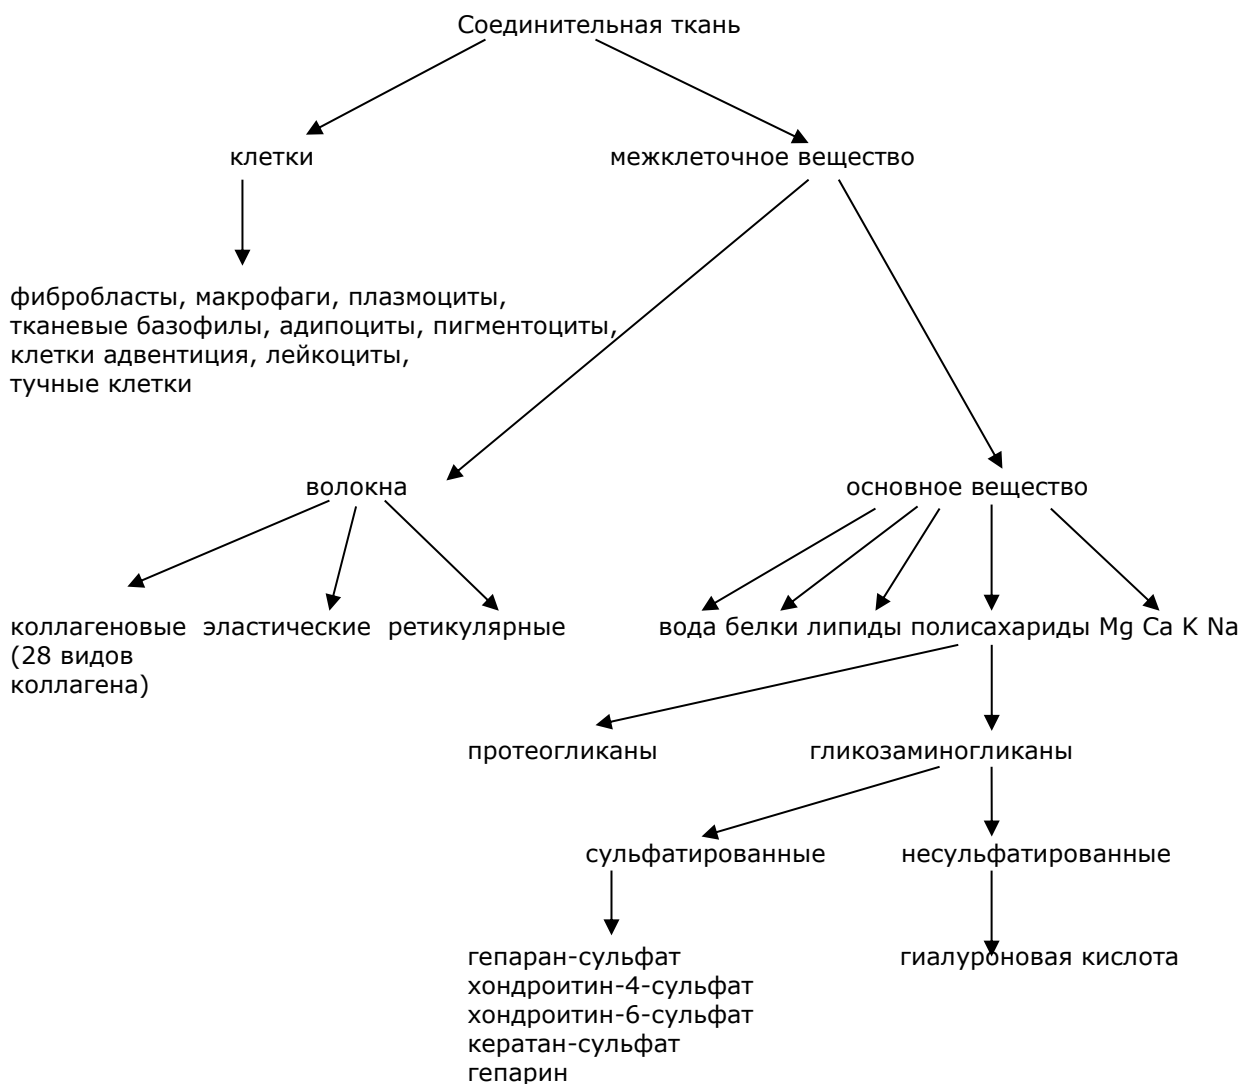 Соединительная ткань
клетки
межклеточное вещество
фибробласты, макрофаги, плазмоциты,
тканевые базофилы, адипоциты, пигментоциты,
клетки адвентиция, лейкоциты,
тучные клетки
волокна
основное вещество
коллагеновые эластические ретикулярные
(28 видов
коллагена)
вода белки липиды полисахариды Mg Ca K Na
протеогликаны
гликозаминогликаны
сульфатированные
несульфатированные
гепаран-сульфат
хондроитин-4-сульфат
хондроитин-6-сульфат
кератан-сульфат
гепарин
гиалуроновая кислота